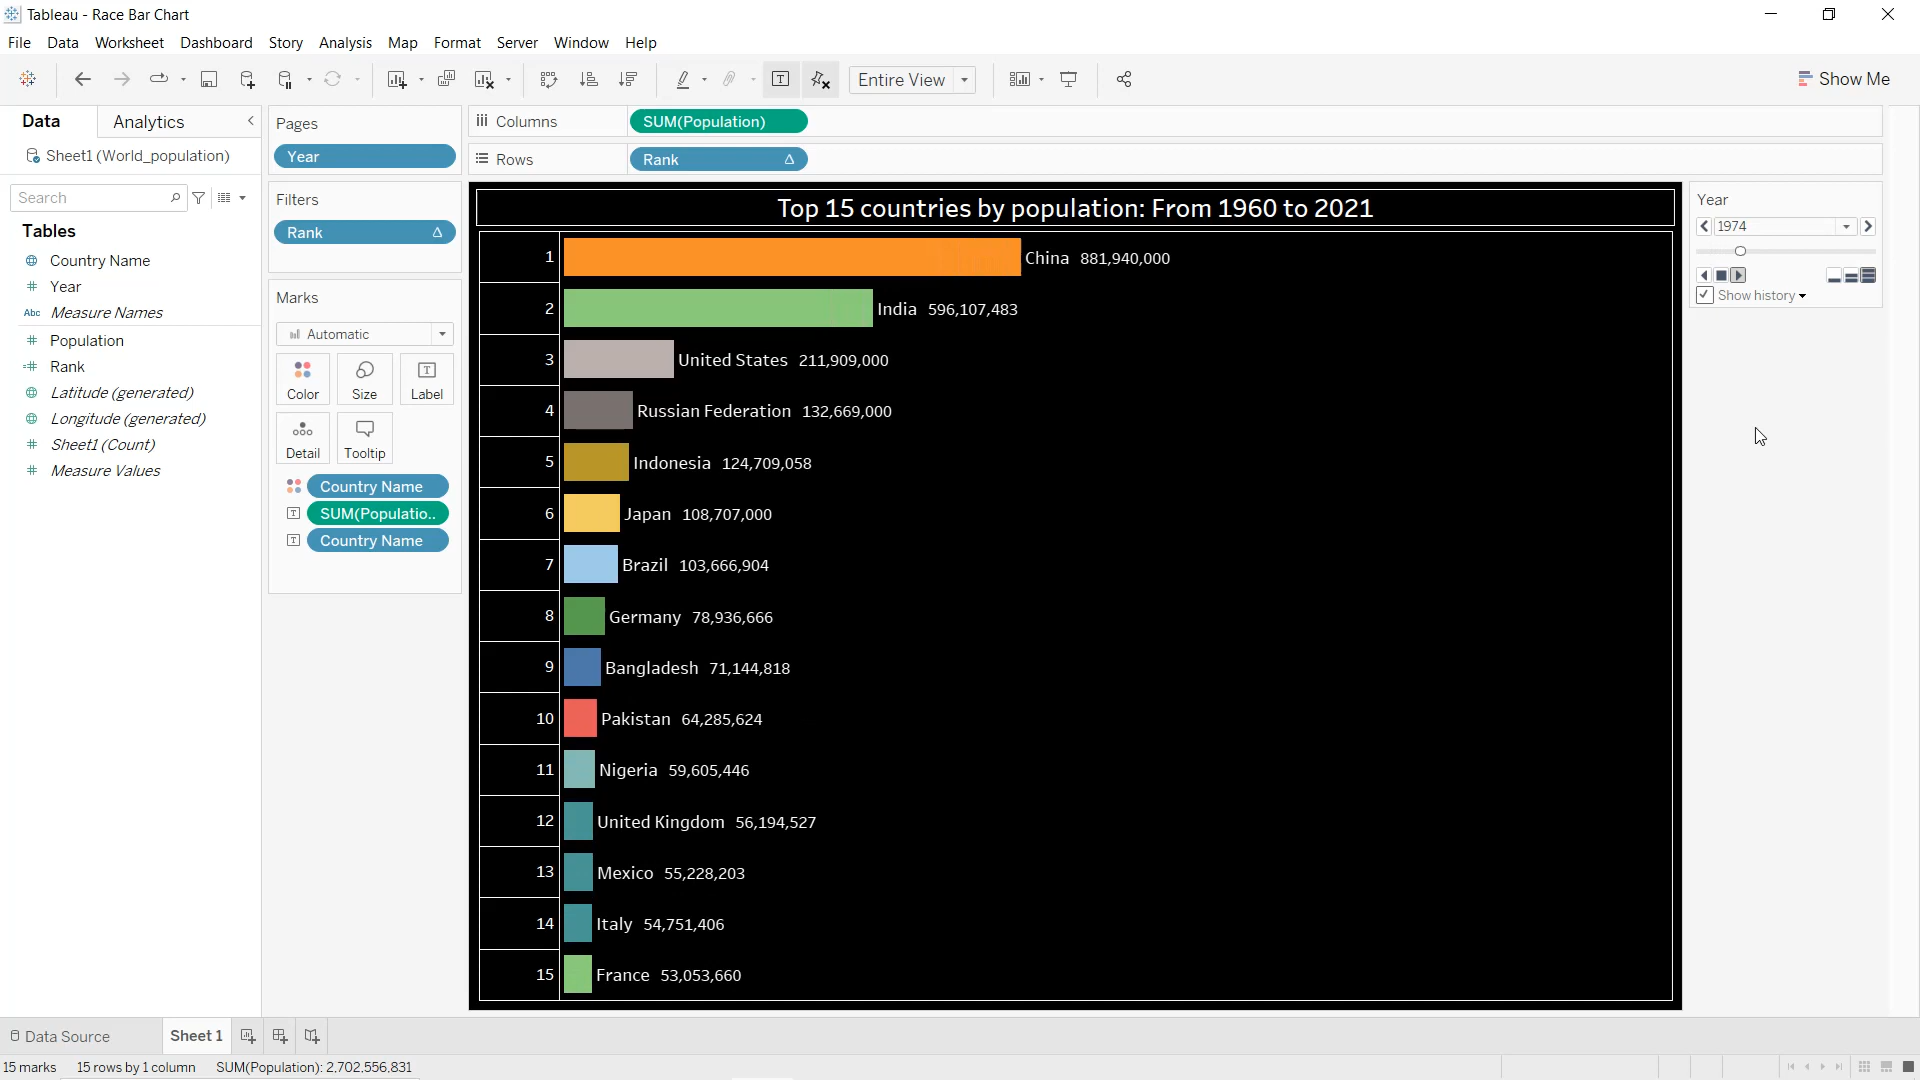 Tableau - Race Bar Chart
File Data Worksheet Dashboard Story Analysis Map Format Server Window Help
Entire View
Show Me
Data Analytics
Sheet1 (World_population)
Search
Tables
Country Name
Year
Abc Measure Names
Population
Rank
Latitude (generated)
Longitude (generated)
Sheet1 (Count)
Measure Values
Pages
Year
Filters
Rank
Marks
Automatic
Color Size Label
Detail Tooltip
Country Name
SUM(Populatio..
Country Name
Columns SUM(Population)
Rows Rank
Top 15 countries by population: From 1960 to 2021
1 China 881,940,000
2 India 596,107,483
3 United States 211,909,000
4 Russian Federation 132,669,000
5 Indonesia 124,709,058
6 Japan 108,707,000
7 Brazil 103,666,904
8 Germany 78,936,666
9 Bangladesh 71,144,818
10 Pakistan 64,285,624
11 Nigeria 59,605,446
12 United Kingdom 56,194,527
13 Mexico 55,228,203
14 Italy 54,751,406
15 France 53,053,660
Year
1974
Show history
Data Source Sheet 1
15 marks 15 rows by 1 column SUM(Population): 2,702,556,831